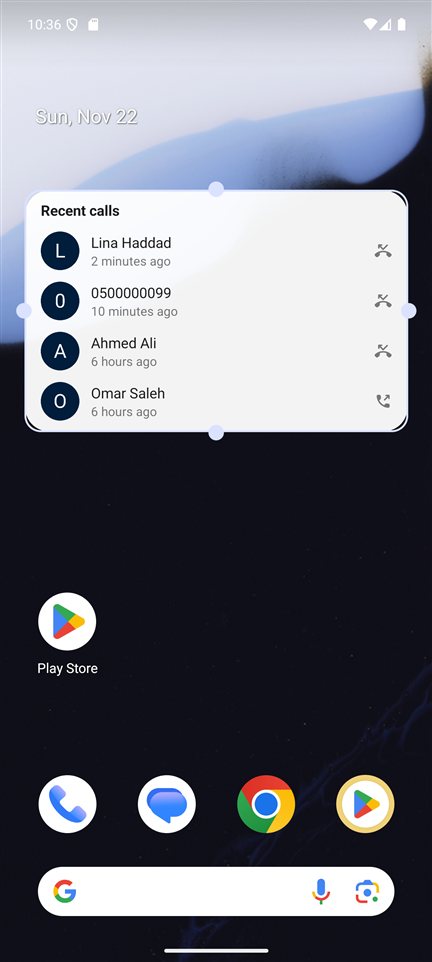 10:36
Sun, Nov 22
Recent calls
L
Lina Haddad
2 minutes ago
0
0500000099
10 minutes ago
A
Ahmed Ali
6 hours ago
O
Omar Saleh
6 hours ago
Play Store
G